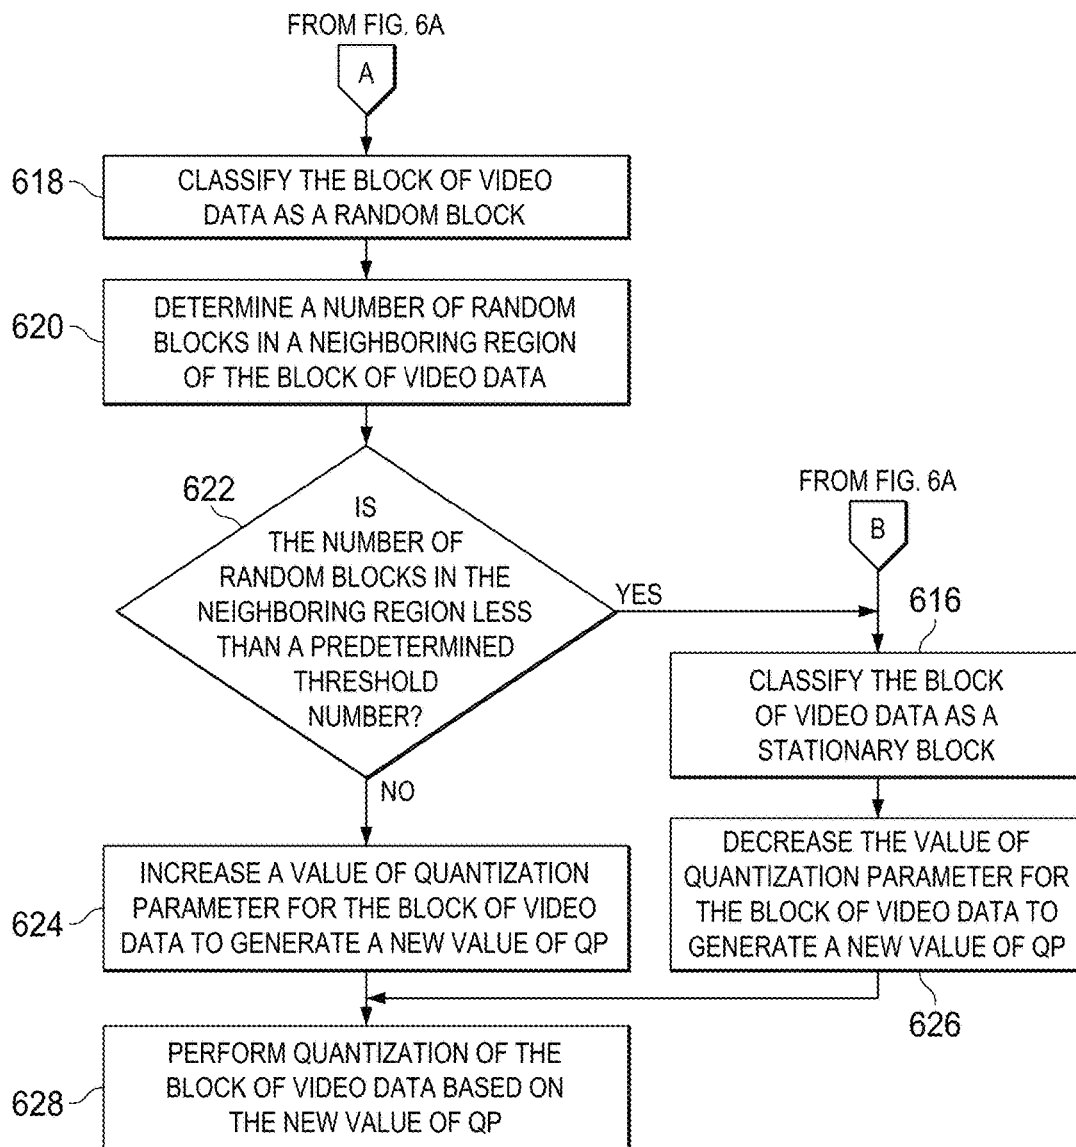 FROM FIG. 6A
A
618
CLASSIFY THE BLOCK OF VIDEO
DATA AS A RANDOM BLOCK
620
DETERMINE A NUMBER OF RANDOM
BLOCKS IN A NEIGHBORING REGION
OF THE BLOCK OF VIDEO DATA
622
IS
THE NUMBER OF
RANDOM BLOCKS IN THE
NEIGHBORING REGION LESS
THAN A PREDETERMINED
THRESHOLD
NUMBER?
YES
NO
FROM FIG. 6A
B
616
CLASSIFY THE BLOCK
OF VIDEO DATA AS A
STATIONARY BLOCK
624
INCREASE A VALUE OF QUANTIZATION
PARAMETER FOR THE BLOCK OF VIDEO
DATA TO GENERATE A NEW VALUE OF QP
DECREASE THE VALUE OF
QUANTIZATION PARAMETER FOR
THE BLOCK OF VIDEO DATA TO
GENERATE A NEW VALUE OF QP
626
628
PERFORM QUANTIZATION OF THE
BLOCK OF VIDEO DATA BASED ON
THE NEW VALUE OF QP